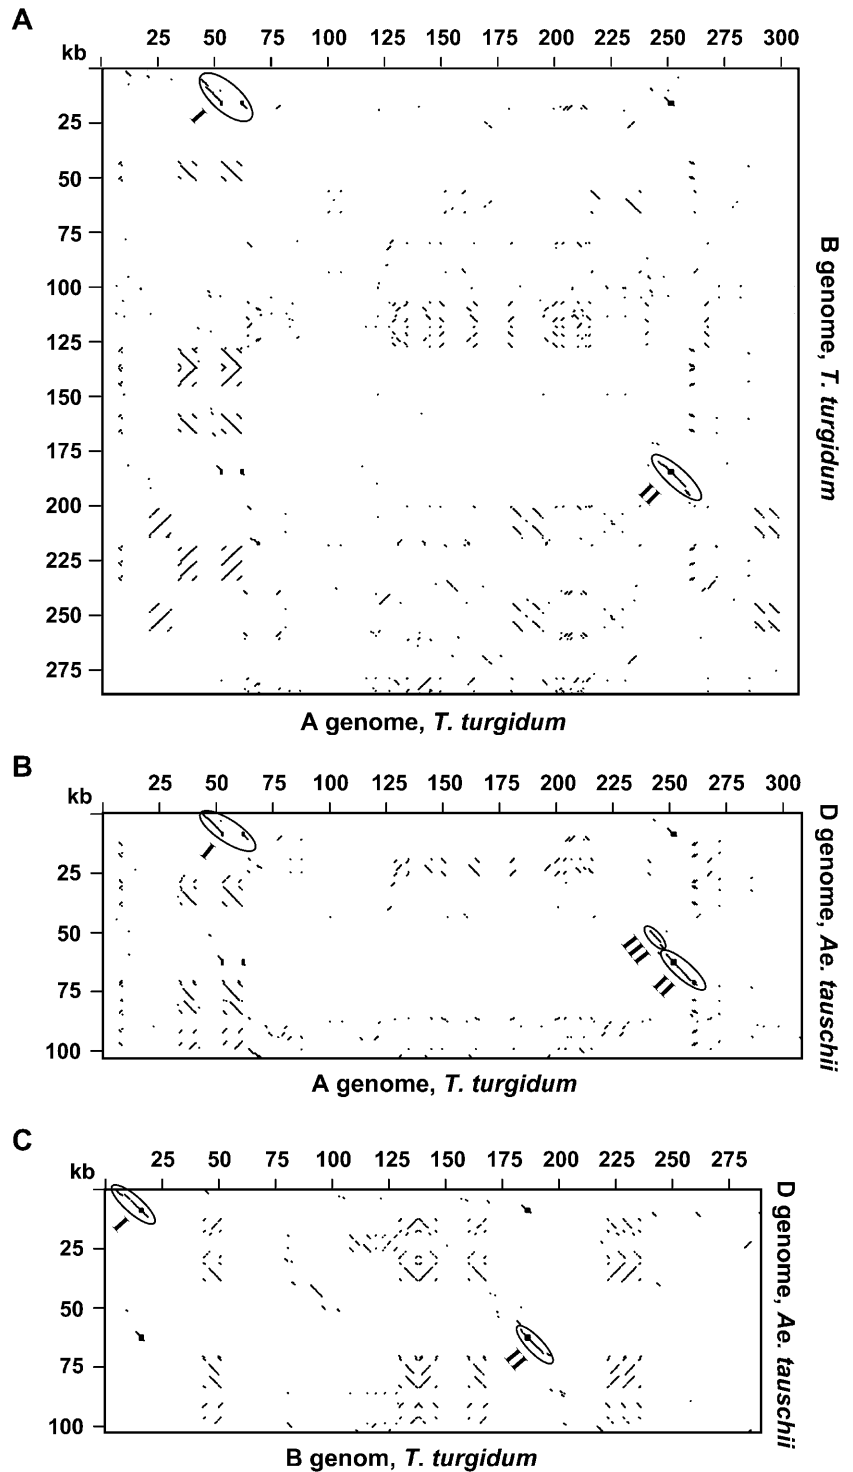 A
kb 25 50 75 100 125 150 175 200 225 250 275 300
25
50
75
100
125
150
175
200
225
250
275
I
II
B genome, T. turgidum
A genome, T. turgidum
B
kb 25 50 75 100 125 150 175 200 225 250 275 300
25
50
75
100
I
III
II
D genome, Ae. tauschii
A genome, T. turgidum
C
kb 25 50 75 100 125 150 175 200 225 250 275
25
50
75
100
I
II
D genome, Ae. tauschii
B genom, T. turgidum